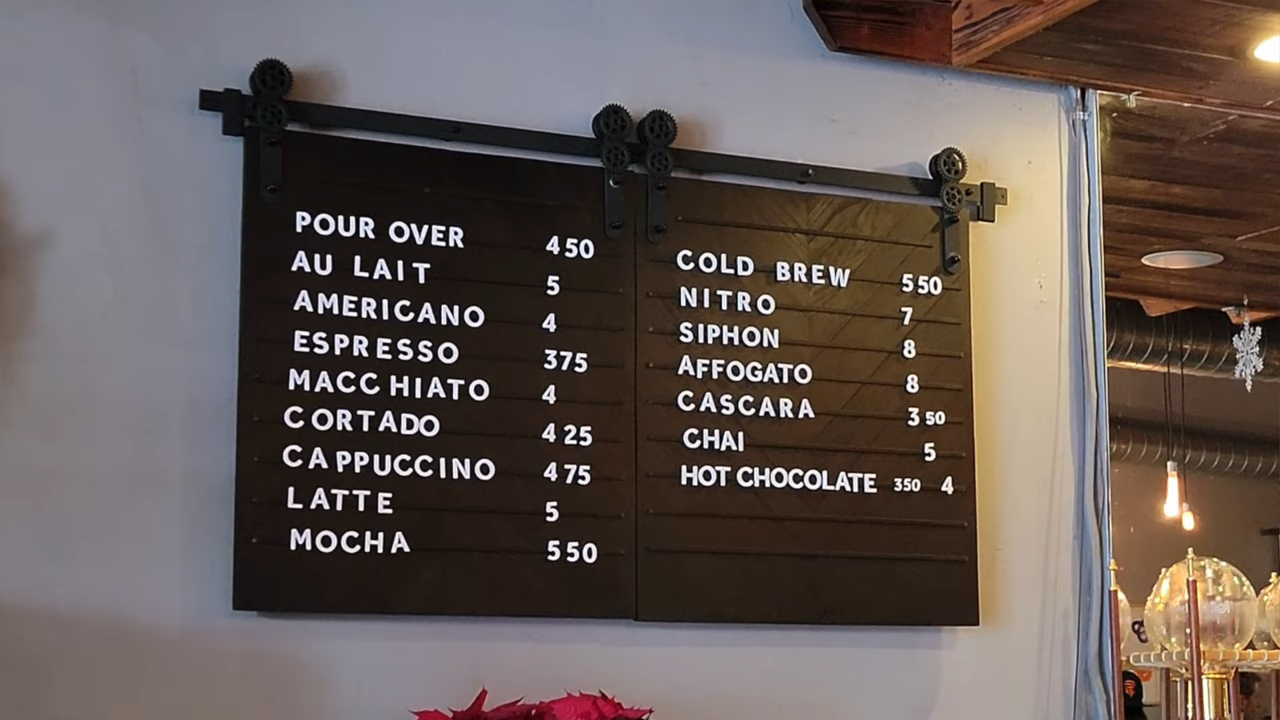 POUR OVER 450
AU LAIT 5
AMERICANO 4
ESPRESSO 375
MACCHIATO 4
CORTADO 425
CAPPUCCINO 475
LATTE 5
MOCHA 550
COLD BREW 550
NITRO 7
SIPHON 8
AFFOGATO 8
CASCARA 350
CHAI 5
HOT CHOCOLATE 350 4